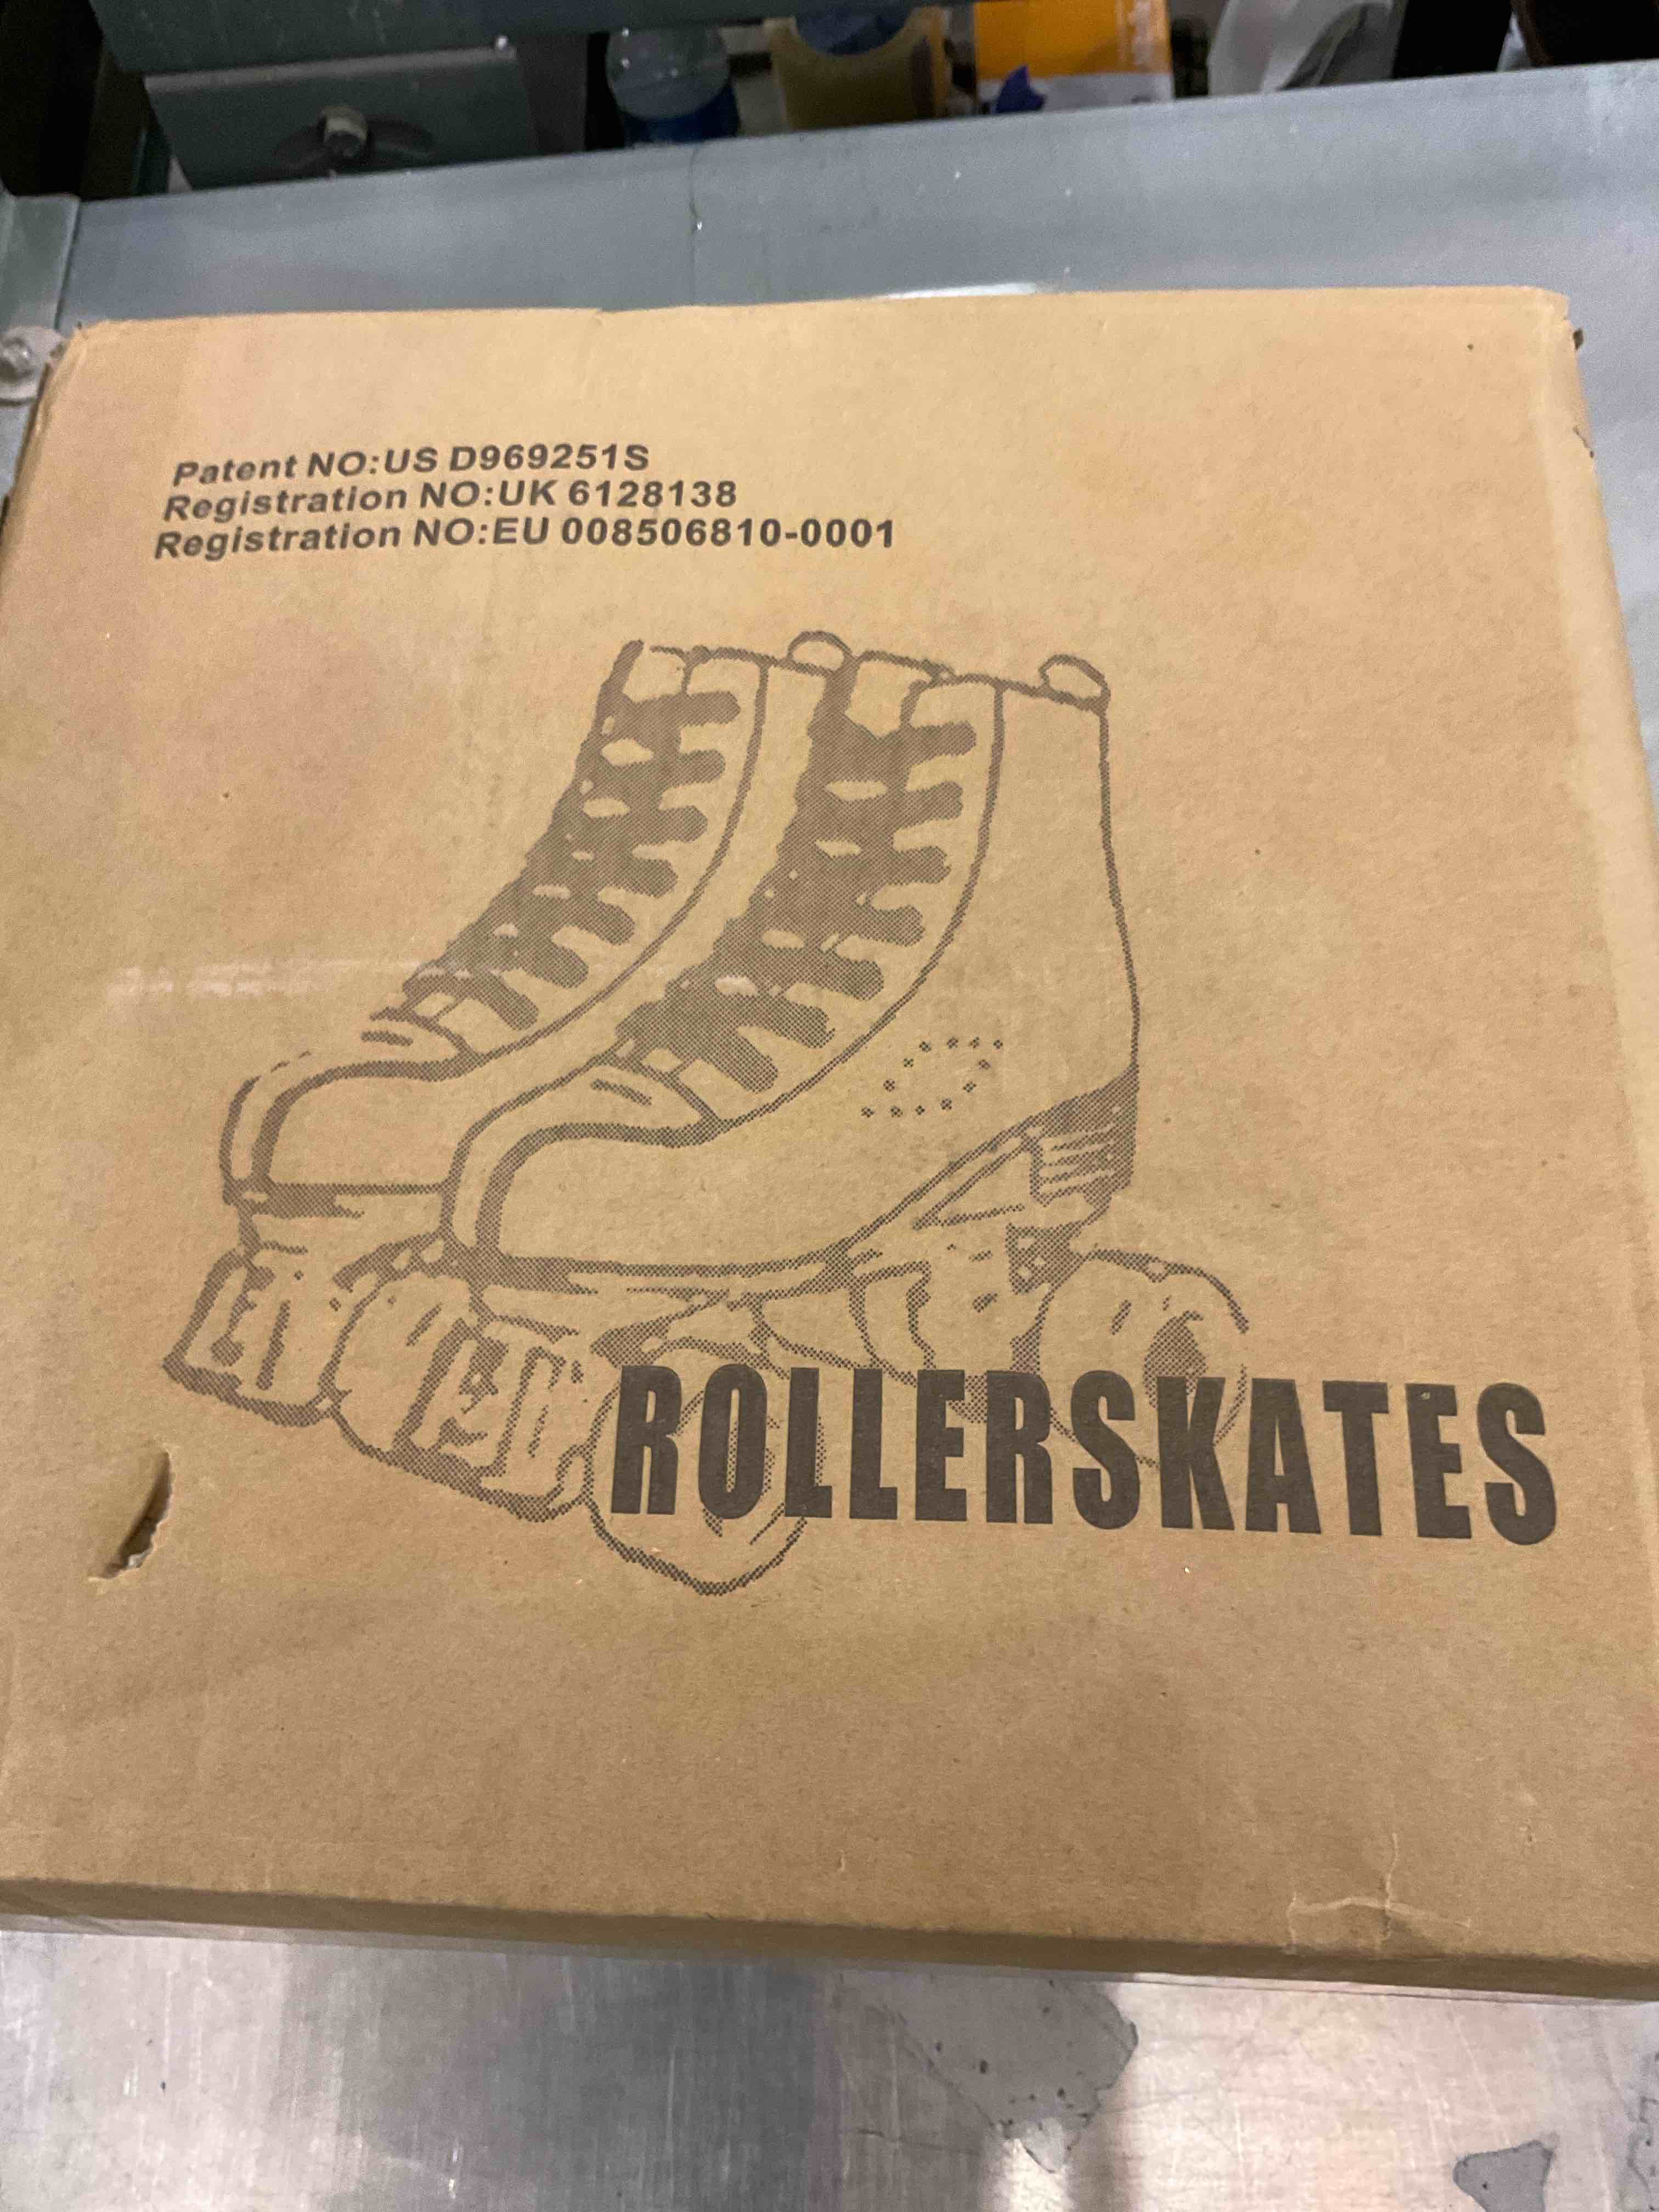 Patent NO:US D969251S
Registration NO:UK 6128138
Registration NO:EU 008506810-0001
ROLLERSKATES